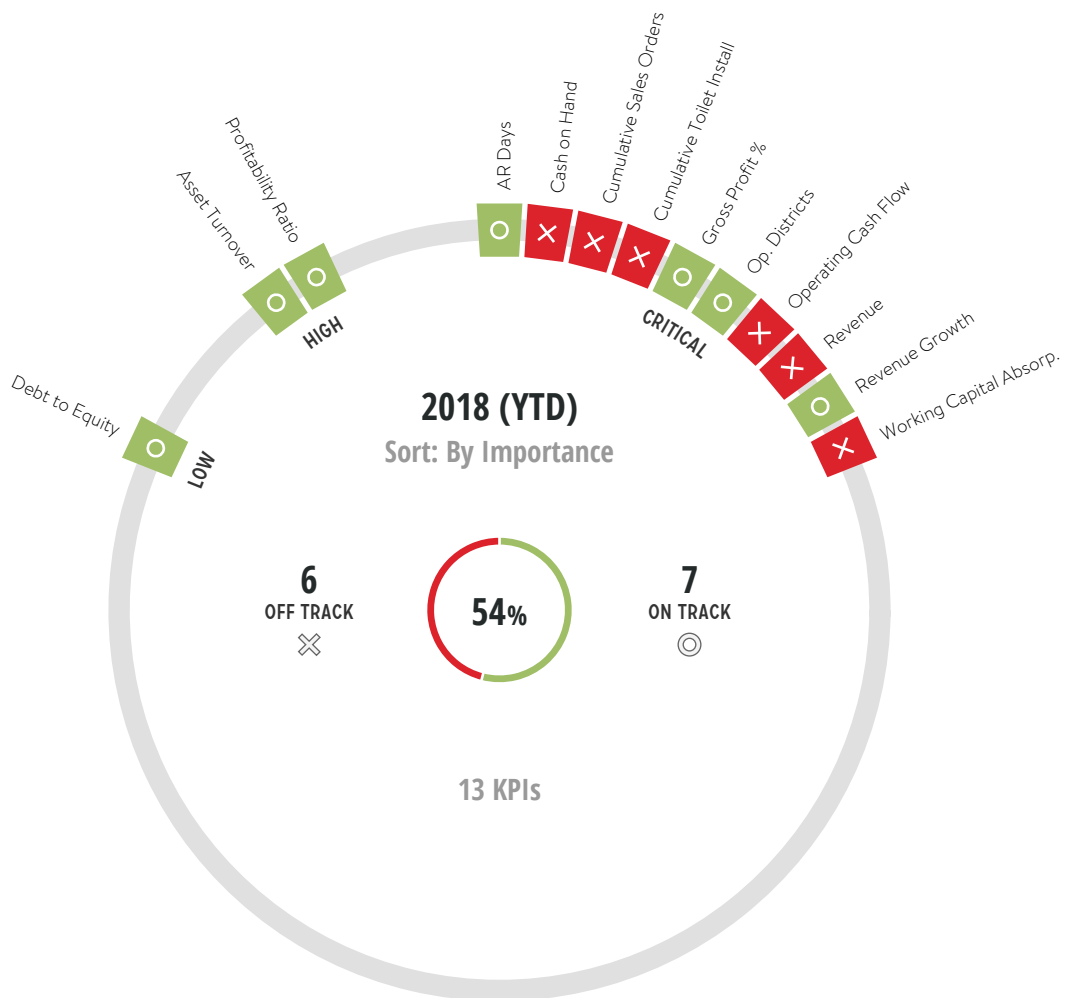 Debt to Equity
Asset Turnover
Profitability Ratio
AR Days
Cash on Hand
Cumulative Sales Orders
Cumulative Toilet Install
Gross Profit %
Op. Districts
Operating Cash Flow
Revenue
Revenue Growth
Working Capital Absorp.
LOW
HIGH
CRITICAL
2018 (YTD)
Sort: By Importance
6
OFF TRACK
54%
7
ON TRACK
13 KPIs